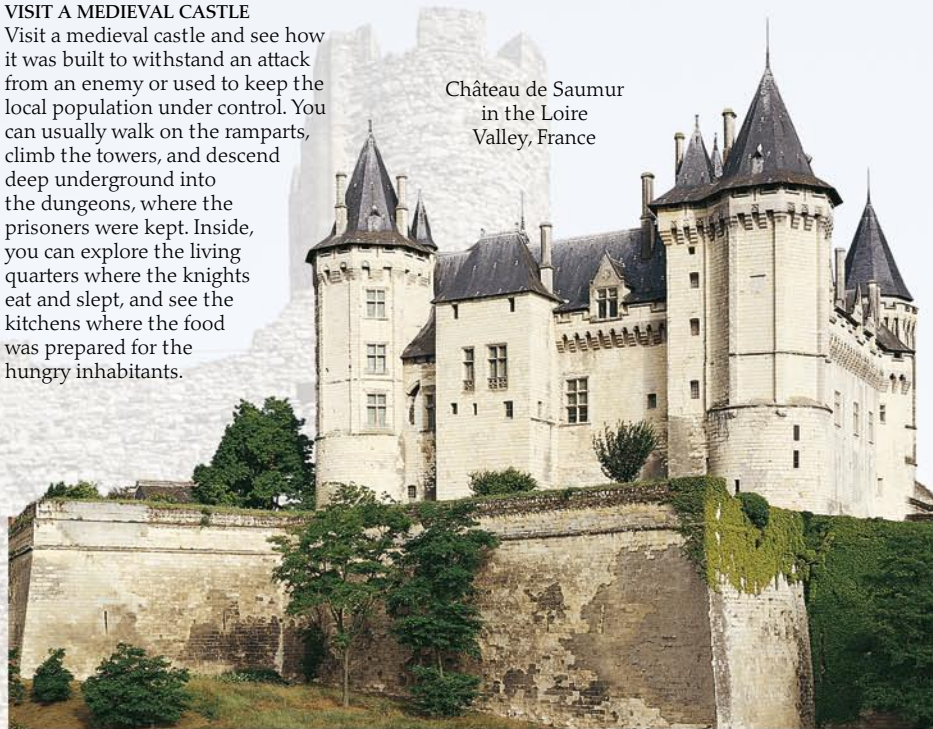 VISIT A MEDIEVAL CASTLE
Visit a medieval castle and see how
it was built to withstand an attack
from an enemy or used to keep the
local population under control. You
can usually walk on the ramparts,
climb the towers, and descend
deep underground into
the dungeons, where the
prisoners were kept. Inside,
you can explore the living
quarters where the knights
eat and slept, and see the
kitchens where the food
was prepared for the
hungry inhabitants.
Château de Saumur
in the Loire
Valley, France